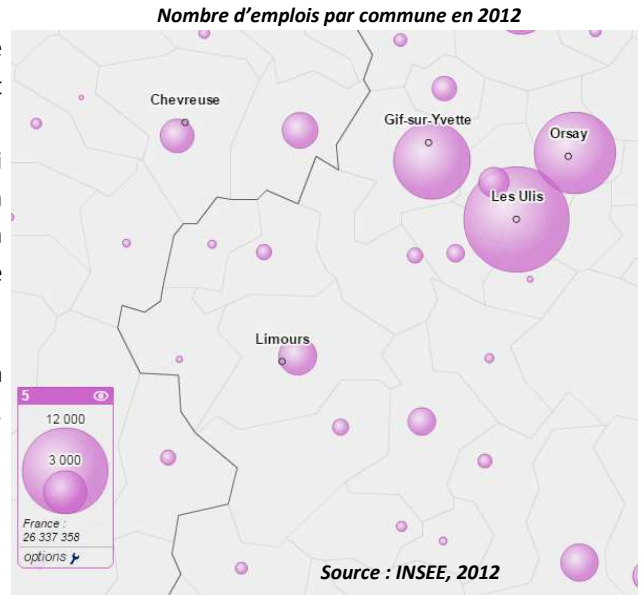 Nombre d’emplois par commune en 2012
Chevreuse
Gif-sur-Yvette
Orsay
Les Ulis
Limours
5
12 000
3 000
France :
26 337 358
options
Source : INSEE, 2012